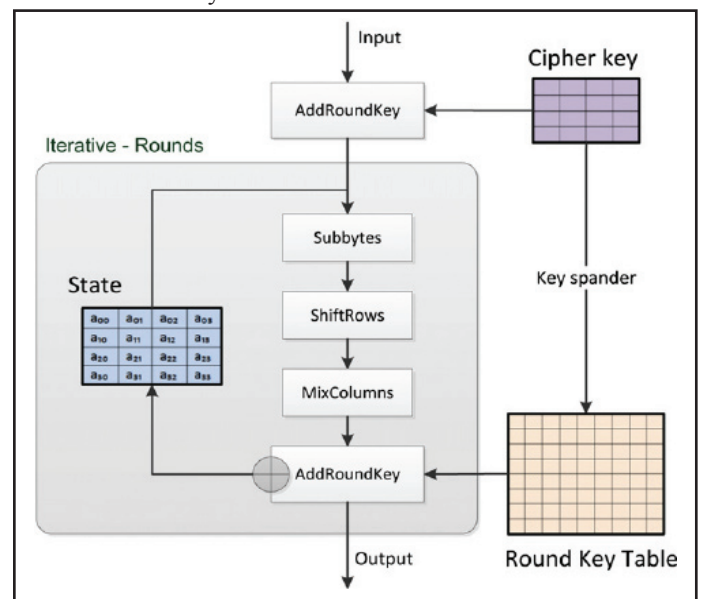 Input
Cipher key
AddRoundKey
Iterative - Rounds
Subbytes
Key spander
State
a₀₀ a₀₁ a₀₂ a₀₃
a₁₀ a₁₁ a₁₂ a₁₃
a₂₀ a₂₁ a₂₂ a₂₃
a₃₀ a₃₁ a₃₂ a₃₃
ShiftRows
MixColumns
AddRoundKey
Output
Round Key Table